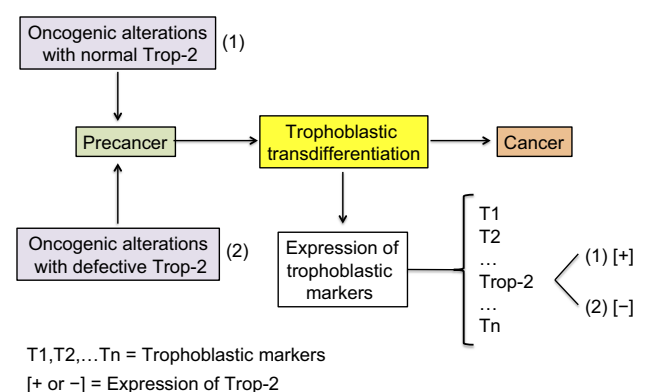 Oncogenic alterations
with normal Trop-2
(1)
Precancer
Trophoblastic
transdifferentiation
Cancer
Oncogenic alterations
with defective Trop-2
(2)
Expression of
trophoblastic
markers
T1
T2
...
Trop-2
...
Tn
(1) [+]
(2) [−]
T1,T2,...Tn = Trophoblastic markers
[+ or −] = Expression of Trop-2